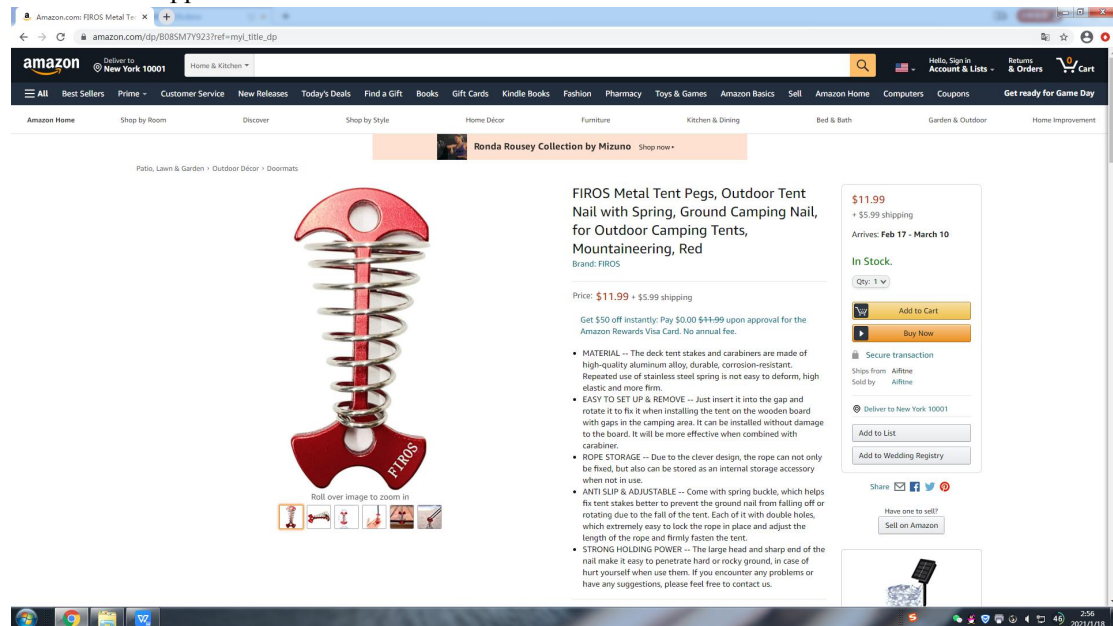 Amazon.com: FIROS Metal Te
amazon.com/dp/B08SM7Y923?ref=myi_title_dp
amazon
Deliver to
New York 10001
Home & Kitchen
Hello, Sign in
Account & Lists
Returns
& Orders
0
Cart
All Best Sellers Prime Customer Service New Releases Today's Deals Find a Gift Books Gift Cards Kindle Books Fashion Pharmacy Toys & Games Amazon Basics Sell Amazon Home Computers Coupons Get ready for Game Day
Amazon Home Shop by Room Discover Shop by Style Home Décor Furniture Kitchen & Dining Bed & Bath Garden & Outdoor Home Improvement
Ronda Rousey Collection by Mizuno Shop now
Patio, Lawn & Garden › Outdoor Décor › Doormats
FIROS
Roll over image to zoom in
FIROS Metal Tent Pegs, Outdoor Tent
Nail with Spring, Ground Camping Nail,
for Outdoor Camping Tents,
Mountaineering, Red
Brand: FIROS
Price: $11.99 + $5.99 shipping
Get $50 off instantly: Pay $0.00 $11.99 upon approval for the
Amazon Rewards Visa Card. No annual fee.
• MATERIAL -- The deck tent stakes and carabiners are made of
high-quality aluminum alloy, durable, corrosion-resistant.
Repeated use of stainless steel spring is not easy to deform, high
elastic and more firm.
• EASY TO SET UP & REMOVE -- Just insert it into the gap and
rotate it to fix it when installing the tent on the wooden board
with gaps in the camping area. It can be installed without damage
to the board. It will be more effective when combined with
carabiner.
• ROPE STORAGE -- Due to the clever design, the rope can not only
be fixed, but also can be stored as an internal storage accessory
when not in use.
• ANTI SLIP & ADJUSTABLE -- Come with spring buckle, which helps
fix tent stakes better to prevent the ground nail from falling off or
rotating due to the fall of the tent. Each of it with double holes,
which extremely easy to lock the rope in place and adjust the
length of the rope and firmly fasten the tent.
• STRONG HOLDING POWER -- The large head and sharp end of the
nail make it easy to penetrate hard or rocky ground, in case of
hurt yourself when use them. If you encounter any problems or
have any suggestions, please feel free to contact us.
$11.99
+ $5.99 shipping
Arrives: Feb 17 - March 10
In Stock.
Qty: 1
Add to Cart
Buy Now
Secure transaction
Ships from Aifitne
Sold by Aifitne
Deliver to New York 10001
Add to List
Add to Wedding Registry
Share
Have one to sell?
Sell on Amazon
46
2:56
2021/1/18